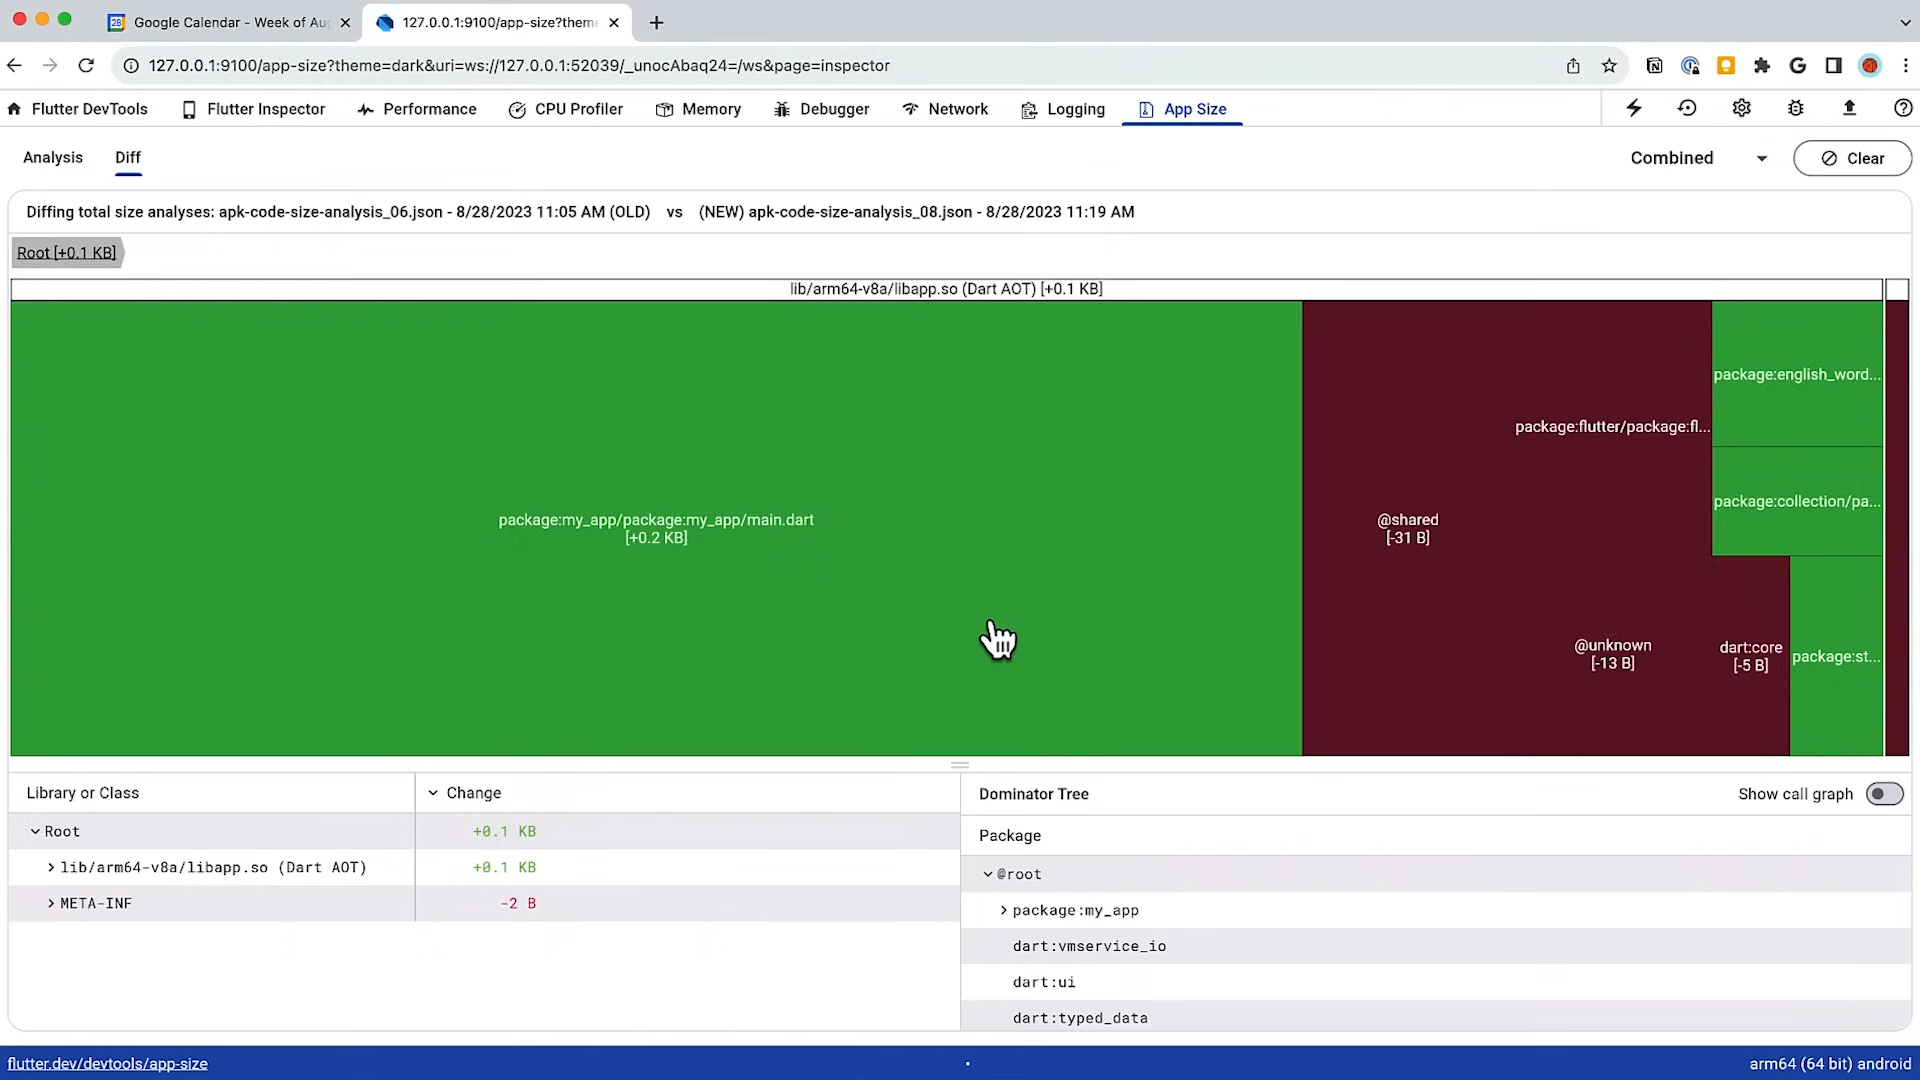 Google Calendar - Week of Au
127.0.0.1:9100/app-size?them
127.0.0.1:9100/app-size?theme=dark&uri=ws://127.0.0.1:52039/_unocAbaq24=/ws&page=inspector
Flutter DevTools Flutter Inspector Performance CPU Profiler Memory Debugger Network Logging App Size
Analysis Diff Combined Clear
Diffing total size analyses: apk-code-size-analysis_06.json - 8/28/2023 11:05 AM (OLD) vs (NEW) apk-code-size-analysis_08.json - 8/28/2023 11:19 AM
Root [+0.1 KB]
lib/arm64-v8a/libapp.so (Dart AOT) [+0.1 KB]
package:my_app/package:my_app/main.dart
[+0.2 KB]
@shared
[-31 B]
package:flutter/package:fl...
package:english_word...
package:collection/pa...
@unknown
[-13 B]
dart:core
[-5 B]
package:st...
Library or Class Change
Root +0.1 KB
lib/arm64-v8a/libapp.so (Dart AOT) +0.1 KB
META-INF -2 B
Dominator Tree Show call graph
Package
@root
package:my_app
dart:vmservice_io
dart:ui
dart:typed_data
flutter.dev/devtools/app-size arm64 (64 bit) android